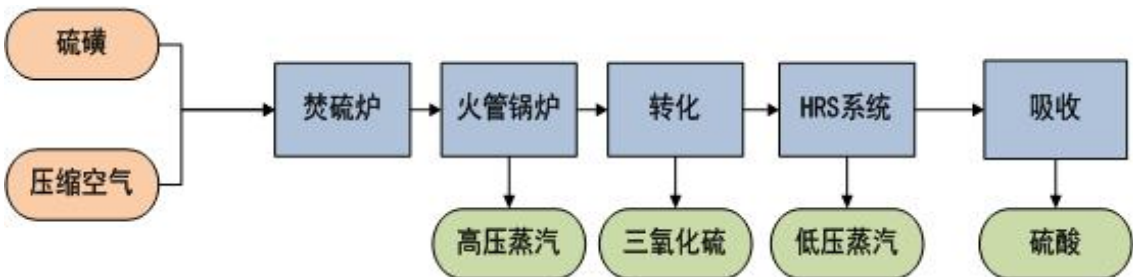 硫磺
压缩空气
焚硫炉
火管锅炉
转化
HRS系统
吸收
高压蒸汽
三氧化硫
低压蒸汽
硫酸